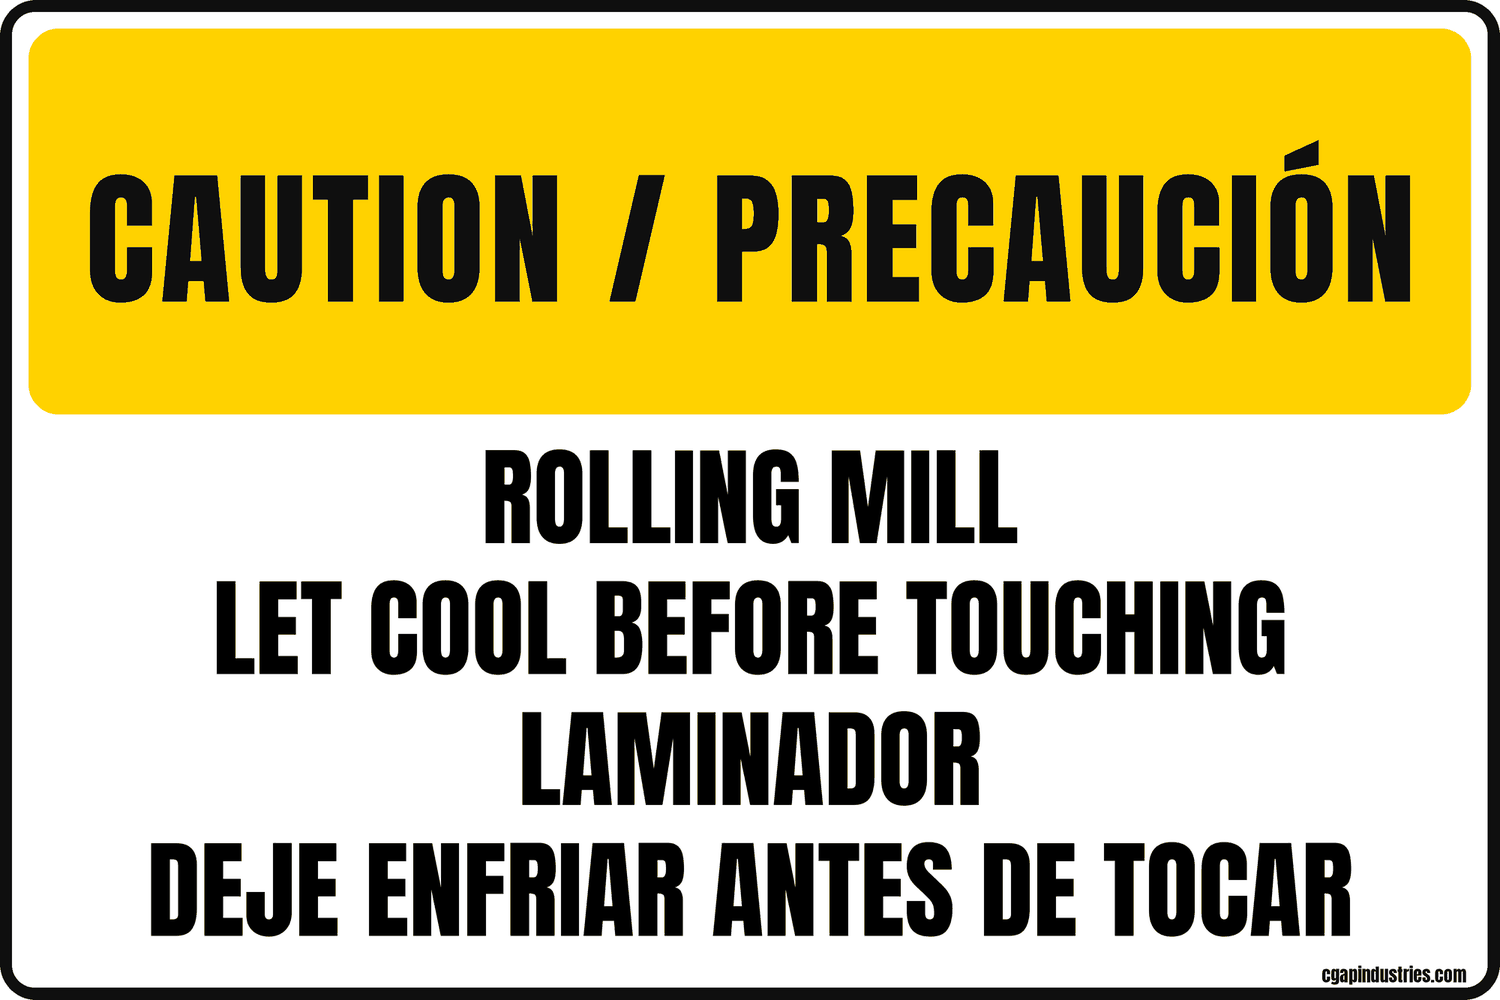 CAUTION / PRECAUCIÓN
ROLLING MILL
LET COOL BEFORE TOUCHING
LAMINADOR
DEJE ENFRIAR ANTES DE TOCAR
cgapindustries.com